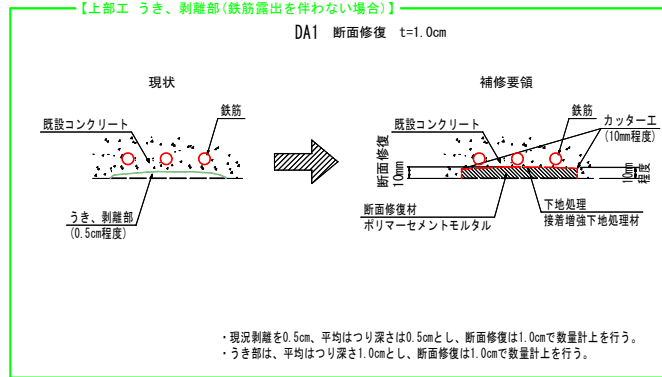 【上部工 うき、剥離部(鉄筋露出を伴わない場合)】
DA1 断面修復 t=1.0cm
現状
補修要領
既設コンクリート
鉄筋
うき、剥離部
(0.5cm程度)
既設コンクリート
鉄筋
カッター工
(10mm程度)
断面修復
10mm
10mm
程度
断面修復材
ポリマーセメントモルタル
下地処理
接着増強下地処理材
・現況剥離を0.5cm、平均はつり深さは0.5cmとし、断面修復は1.0cmで数量計上を行う。
・うき部は、平均はつり深さ1.0cmとし、断面修復は1.0cmで数量計上を行う。